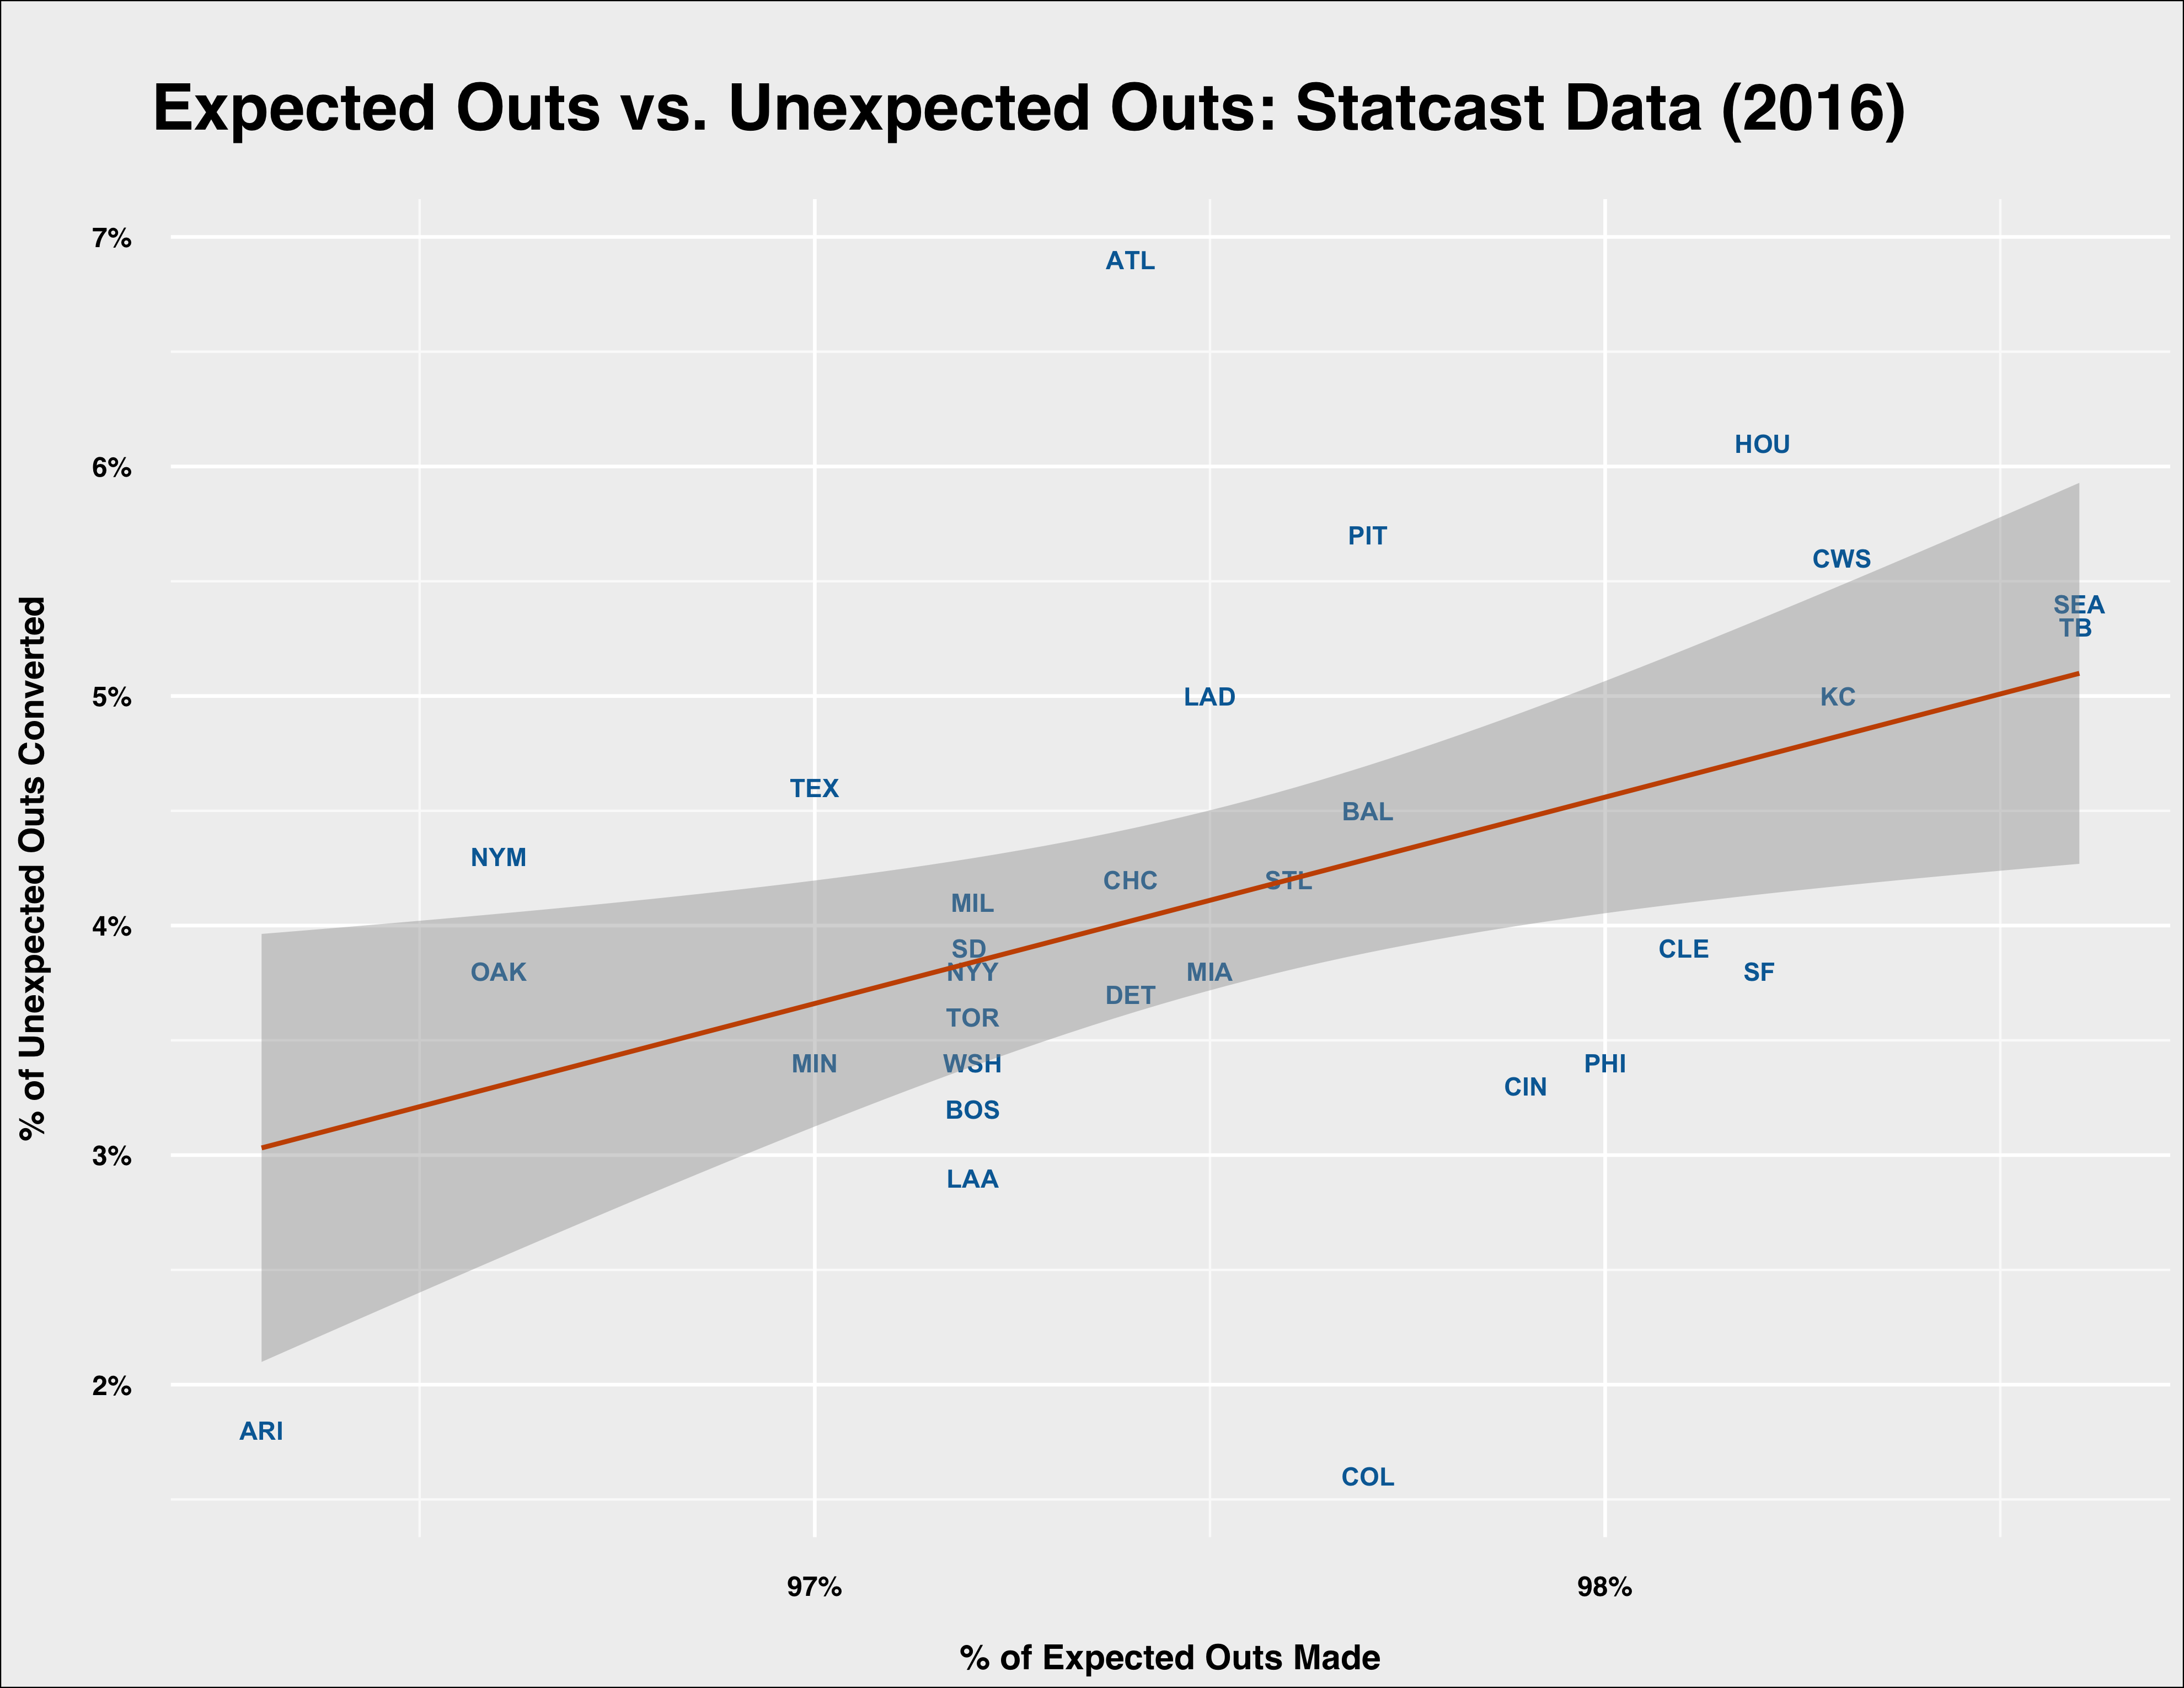 Expected Outs vs. Unexpected Outs: Statcast Data (2016)
% of Unexpected Outs Converted
7%
6%
5%
4%
3%
2%
ATL
HOU
PIT
CWS
SEA
TB
LAD
KC
TEX
BAL
NYM
CHC
STL
MIL
SD
CLE
OAK
NYY
MIA
SF
DET
TOR
MIN
WSH
PHI
CIN
BOS
LAA
ARI
COL
97%
98%
% of Expected Outs Made